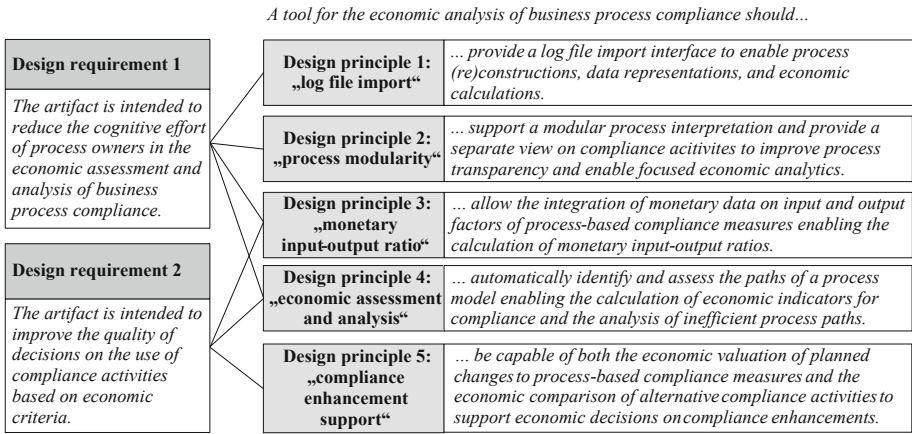 A tool for the economic analysis of business process compliance should…
Design requirement 1
The artifact is intended to
reduce the cognitive effort
of process owners in the
economic assessment and
analysis of business
process compliance.
Design requirement 2
The artifact is intended to
improve the quality of
decisions on the use of
compliance activities
based on economic
criteria.
Design principle 1:
„log file import“
… provide a log file import interface to enable process
(re)constructions, data representations, and economic
calculations.
Design principle 2:
„process modularity“
… support a modular process interpretation and provide a
separate view on compliance acitivites to improve process
transparency and enable focused economic analytics.
Design principle 3:
„monetary
input-output ratio“
… allow the integration of monetary data on input and output
factors of process-based compliance measures enabling the
calculation of monetary input-output ratios.
Design principle 4:
„economic assessment
and analysis“
… automatically identify and assess the paths of a process
model enabling the calculation of economic indicators for
compliance and the analysis of inefficient process paths.
Design principle 5:
„compliance
enhancement
support“
… be capable of both the economic valuation of planned
changes to process-based compliance measures and the
economic comparison of alternative compliance activities to
support economic decisions on compliance enhancements.